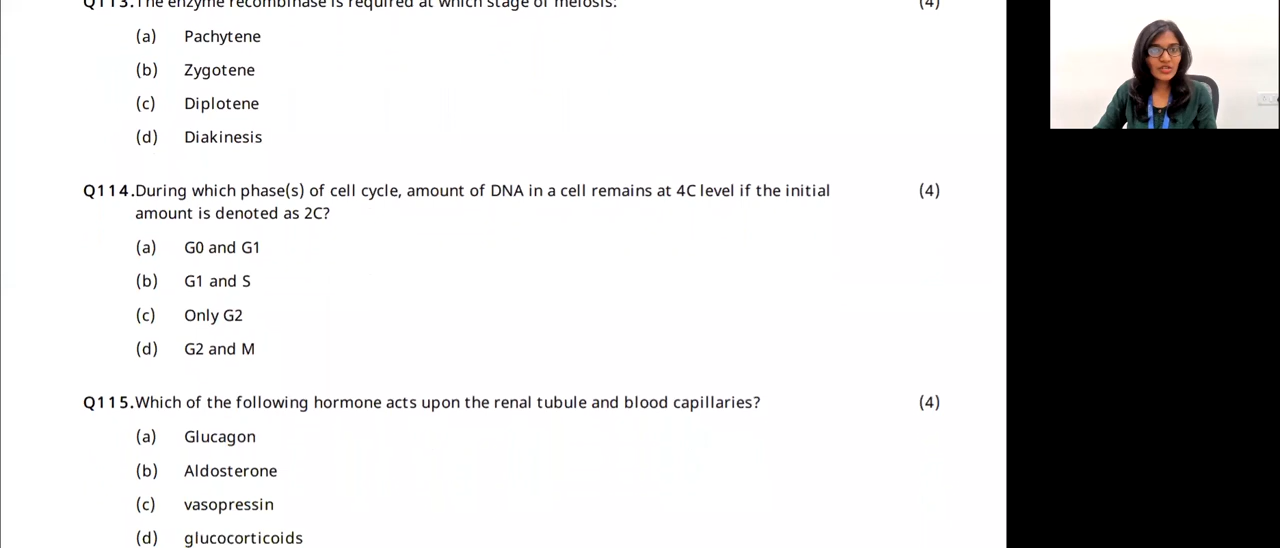 Q113.The enzyme recombinase is required at which stage of meiosis: (4)
(a) Pachytene
(b) Zygotene
(c) Diplotene
(d) Diakinesis
Q114.During which phase(s) of cell cycle, amount of DNA in a cell remains at 4C level if the initial (4)
amount is denoted as 2C?
(a) G0 and G1
(b) G1 and S
(c) Only G2
(d) G2 and M
Q115.Which of the following hormone acts upon the renal tubule and blood capillaries? (4)
(a) Glucagon
(b) Aldosterone
(c) vasopressin
(d) glucocorticoids